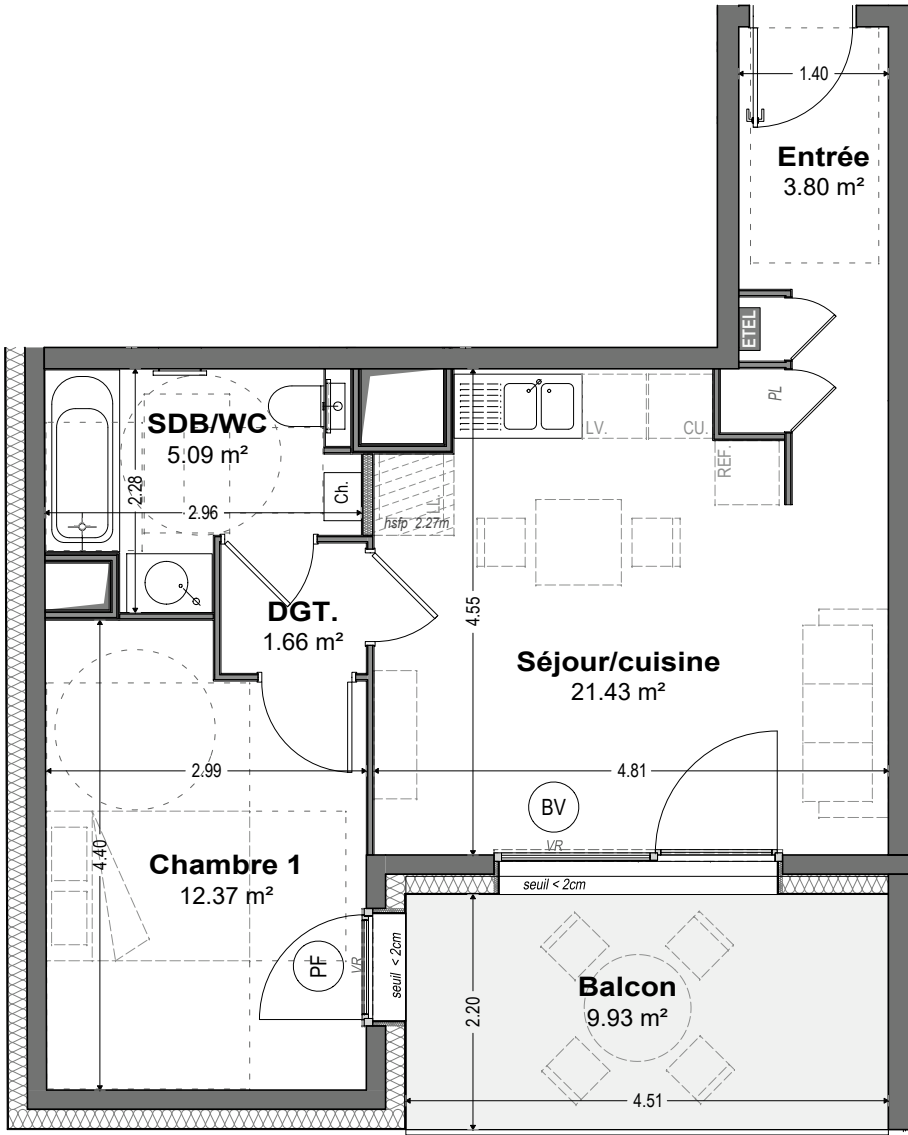 1.40
Entrée
3.80 m²
ETEL
PL
SDB/WC
5.09 m²
LV.
CU.
REF.
2.28
2.96
Ch.
LL
hsfp 2.27m
DGT.
1.66 m²
4.55
Séjour/cuisine
21.43 m²
2.99
4.81
BV
VR
4.40
Chambre 1
12.37 m²
seuil < 2cm
PF
VR
seuil < 2cm
Balcon
9.93 m²
2.20
4.51